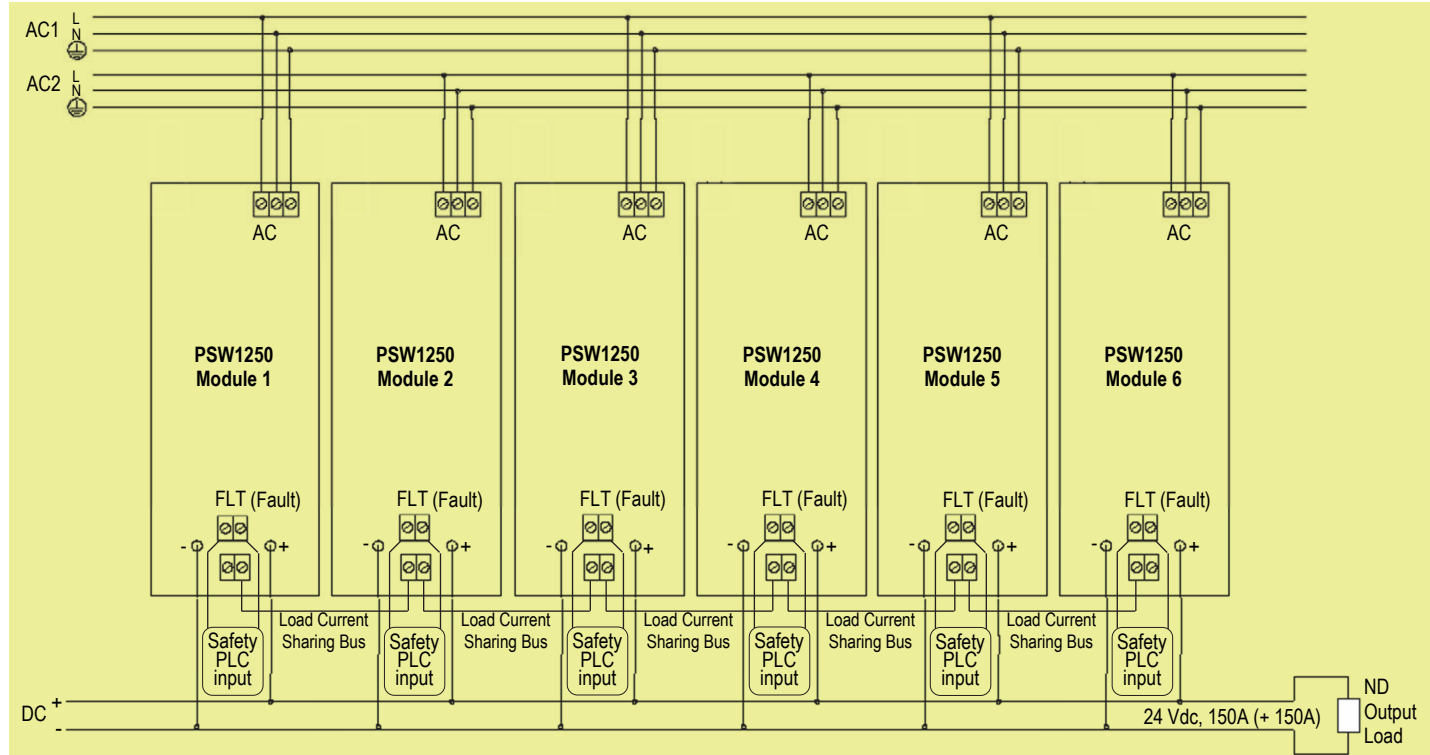 L
AC1 N
L
AC2 N
AC AC AC AC AC AC
PSW1250 PSW1250 PSW1250 PSW1250 PSW1250 PSW1250
Module 1 Module 2 Module 3 Module 4 Module 5 Module 6
FLT (Fault) FLT (Fault) FLT (Fault) FLT (Fault) FLT (Fault) FLT (Fault)
- + - + - + - + - + - +
Load Current Load Current Load Current Load Current Load Current
Sharing Bus Sharing Bus Sharing Bus Sharing Bus Sharing Bus
Safety Safety Safety Safety Safety Safety
PLC PLC PLC PLC PLC PLC
input input input input input input
DC +
-
24 Vdc, 150A (+ 150A)
ND
Output
Load